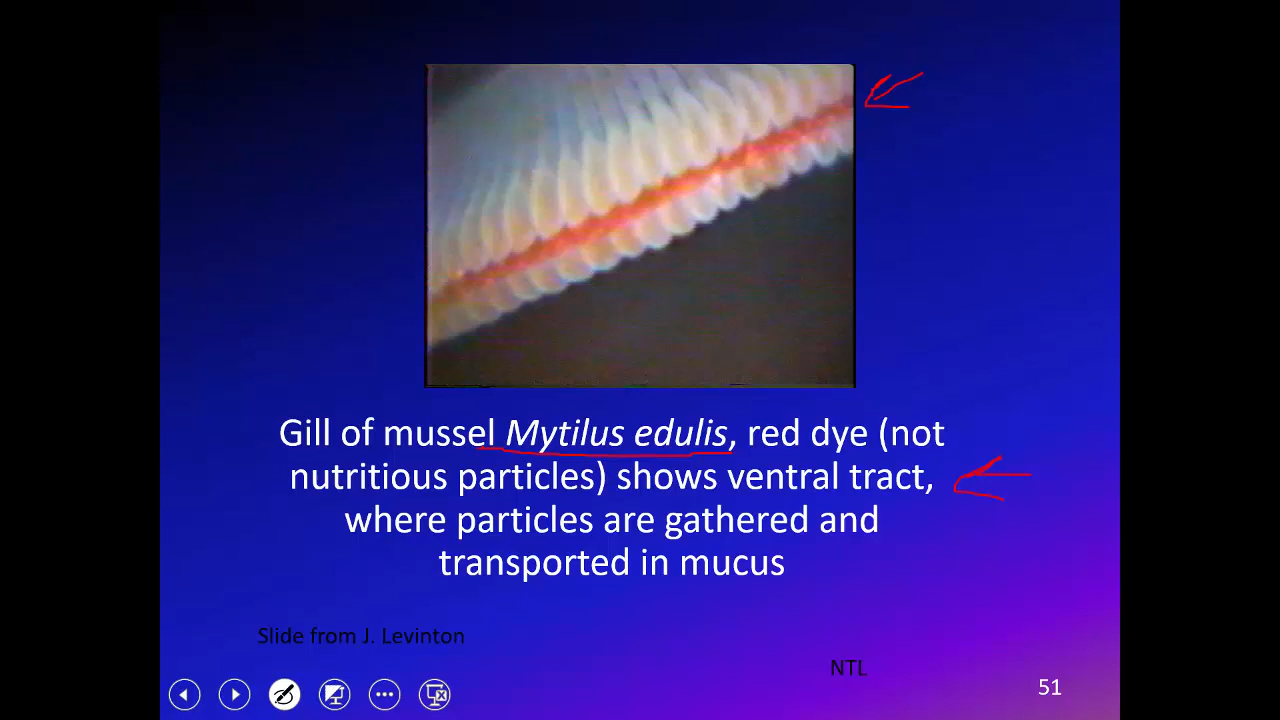 Gill of mussel Mytilus edulis, red dye (not
nutritious particles) shows ventral tract,
where particles are gathered and
transported in mucus
Slide from J. Levinton
NTL
51